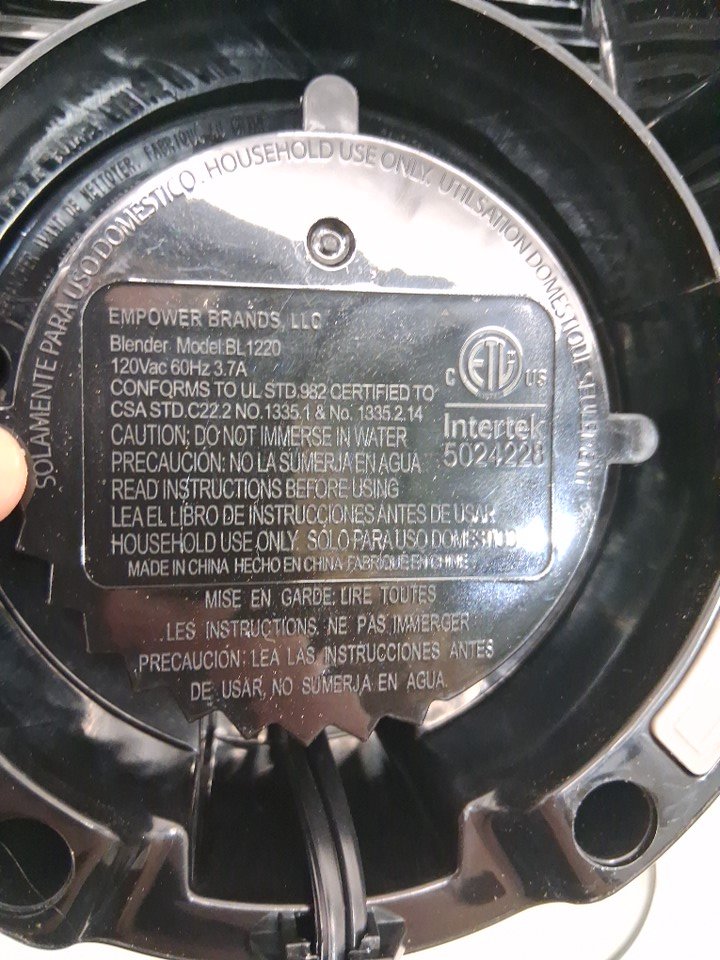 SOLAMENTE PARA USO DOMESTICO. HOUSEHOLD USE ONLY. UTILSATION DOMESTIQUE SEULEMENT
NETTOYER. FABRIQUE
EMPOWER BRANDS, LLC
Blender Model:BL1220
120Vac 60Hz 3.7A
CONFORMS TO UL STD.982 CERTIFIED TO
CSA STD.C22.2 NO.1335.1 & No. 1335.2.14
CAUTION: DO NOT IMMERSE IN WATER
PRECAUCIÓN: NO LA SUMERJA EN AGUA
READ INSTRUCTIONS BEFORE USING
LEA EL LIBRO DE INSTRUCCIONES ANTES DE USAR
HOUSEHOLD USE ONLY. SÓLO PARA USO DOMESTICO
MADE IN CHINA HECHO EN CHINA FABRIQUÉ EN CHINE
C ETL US
Intertek
5024228
MISE EN GARDE: LIRE TOUTES
LES INSTRUCTIONS. NE PAS IMMERGER
PRECAUCIÓN: LEA LAS INSTRUCCIONES ANTES
DE USAR, NO SUMERJA EN AGUA.